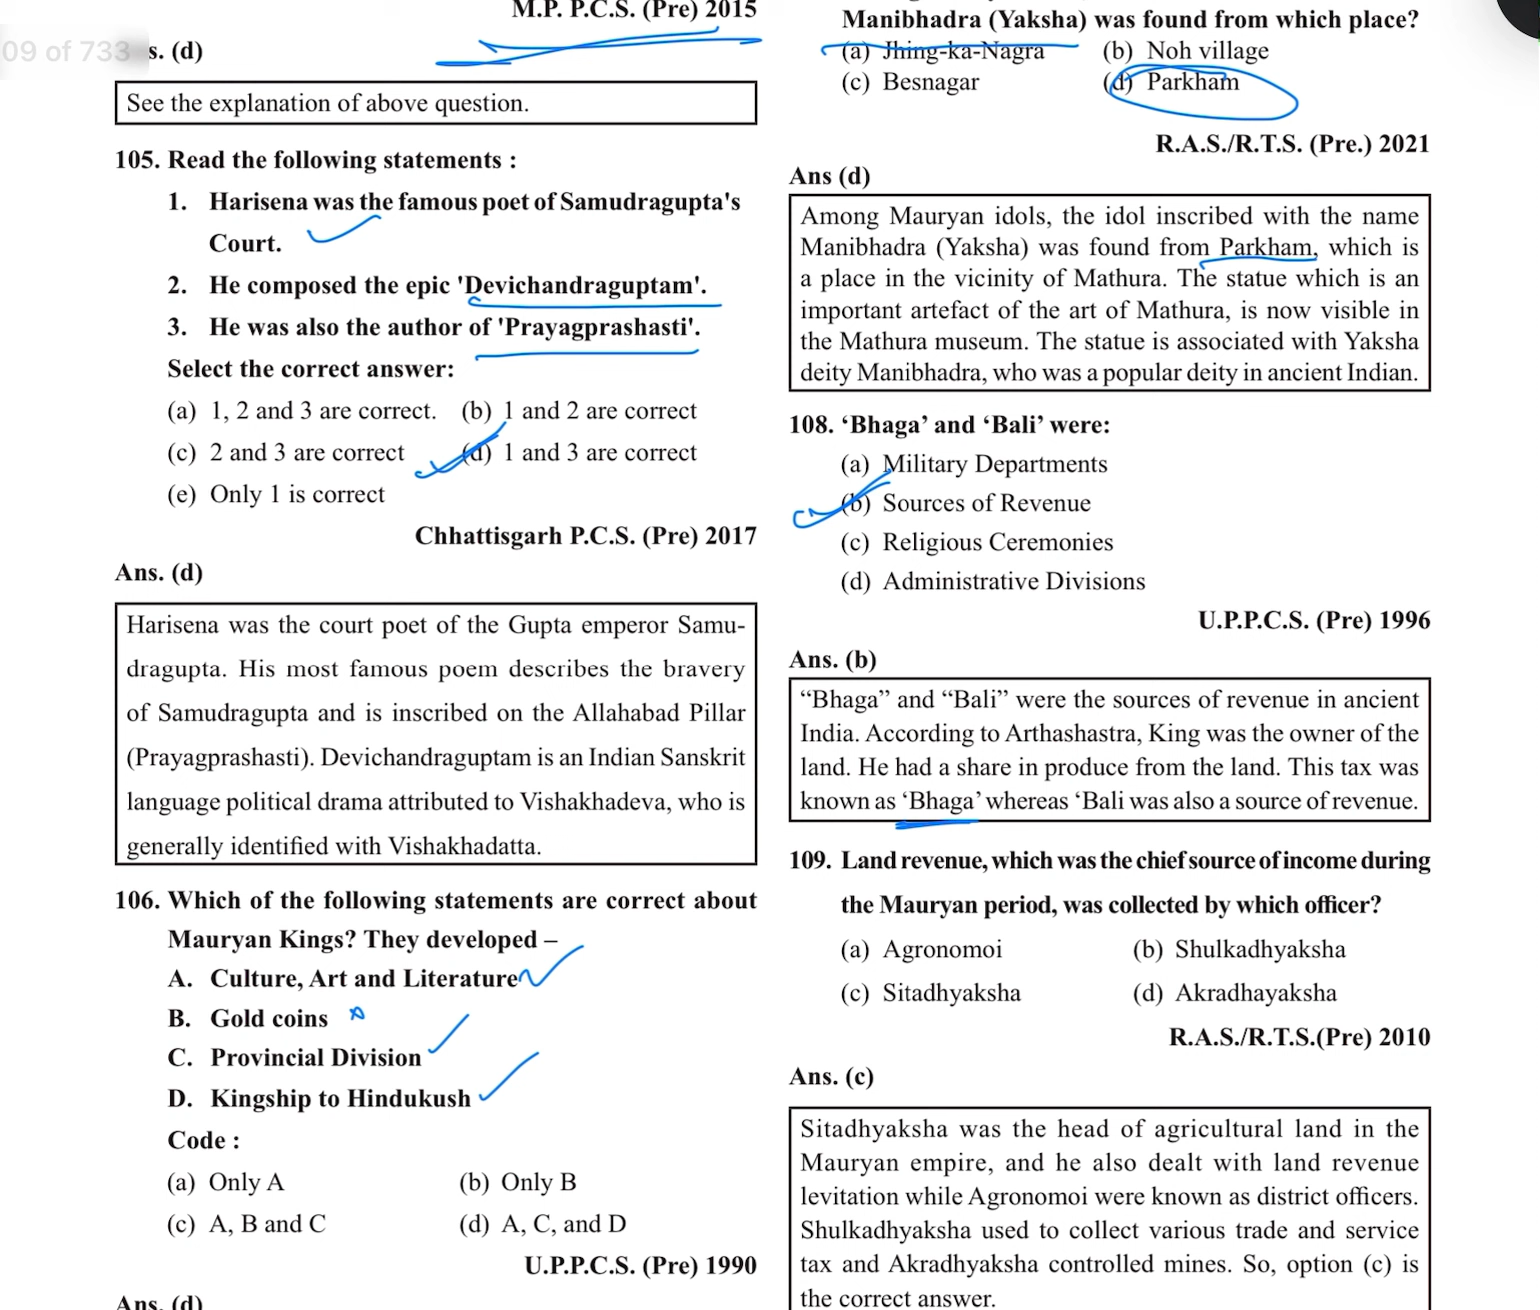 M.P. P.C.S. (Pre) 2015
09 of 733
s. (d)
See the explanation of above question.
105. Read the following statements :
1. Harisena was the famous poet of Samudragupta's
Court.
2. He composed the epic 'Devichandraguptam'.
3. He was also the author of 'Prayagprashasti'.
Select the correct answer:
(a) 1, 2 and 3 are correct. (b) 1 and 2 are correct
(c) 2 and 3 are correct (d) 1 and 3 are correct
(e) Only 1 is correct
Chhattisgarh P.C.S. (Pre) 2017
Ans. (d)
Harisena was the court poet of the Gupta emperor Samu-
dragupta. His most famous poem describes the bravery
of Samudragupta and is inscribed on the Allahabad Pillar
(Prayagprashasti). Devichandraguptam is an Indian Sanskrit
language political drama attributed to Vishakhadeva, who is
generally identified with Vishakhadatta.
106. Which of the following statements are correct about
Mauryan Kings? They developed –
A. Culture, Art and Literature
B. Gold coins
C. Provincial Division
D. Kingship to Hindukush
Code :
(a) Only A (b) Only B
(c) A, B and C (d) A, C, and D
U.P.P.C.S. (Pre) 1990
Ans. (d)
Manibhadra (Yaksha) was found from which place?
(a) Jhing-ka-Nagra (b) Noh village
(c) Besnagar (d) Parkham
R.A.S./R.T.S. (Pre.) 2021
Ans (d)
Among Mauryan idols, the idol inscribed with the name
Manibhadra (Yaksha) was found from Parkham, which is
a place in the vicinity of Mathura. The statue which is an
important artefact of the art of Mathura, is now visible in
the Mathura museum. The statue is associated with Yaksha
deity Manibhadra, who was a popular deity in ancient Indian.
108. ‘Bhaga’ and ‘Bali’ were:
(a) Military Departments
(b) Sources of Revenue
(c) Religious Ceremonies
(d) Administrative Divisions
U.P.P.C.S. (Pre) 1996
Ans. (b)
“Bhaga” and “Bali” were the sources of revenue in ancient
India. According to Arthashastra, King was the owner of the
land. He had a share in produce from the land. This tax was
known as ‘Bhaga’ whereas ‘Bali was also a source of revenue.
109. Land revenue, which was the chief source of income during
the Mauryan period, was collected by which officer?
(a) Agronomoi (b) Shulkadhyaksha
(c) Sitadhyaksha (d) Akradhayaksha
R.A.S./R.T.S.(Pre) 2010
Ans. (c)
Sitadhyaksha was the head of agricultural land in the
Mauryan empire, and he also dealt with land revenue
levitation while Agronomoi were known as district officers.
Shulkadhyaksha used to collect various trade and service
tax and Akradhyaksha controlled mines. So, option (c) is
the correct answer.